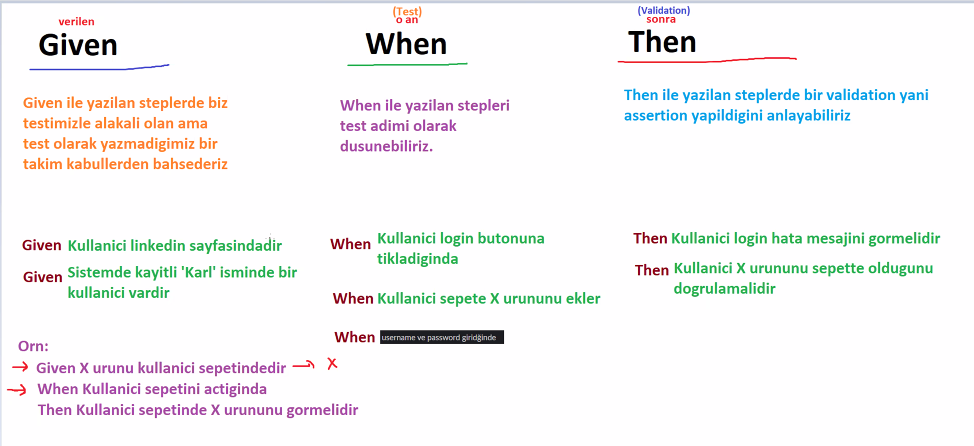 verilen
Given
Given ile yazilan steplerde biz
testimizle alakali olan ama
test olarak yazmadigimiz bir
takim kabullerden bahsederiz
Given Kullanici linkedin sayfasindadir
Given Sistemde kayitli 'Karl' isminde bir
kullanici vardir
(Test)
o an
When
When ile yazilan stepleri
test adimi olarak
dusunebiliriz.
When Kullanici login butonuna
tikladiginda
When Kullanici sepete X urununu ekler
When username ve password giridğinde
(Validation)
sonra
Then
Then ile yazilan steplerde bir validation yani
assertion yapildigini anlayabiliriz
Then Kullanici login hata mesajini gormelidir
Then Kullanici X urununu sepette oldugunu
dogrulamalidir
Orn:
Given X urunu kullanici sepetindedir → X
When Kullanici sepetini actiginda
Then Kullanici sepetinde X urununu gormelidir